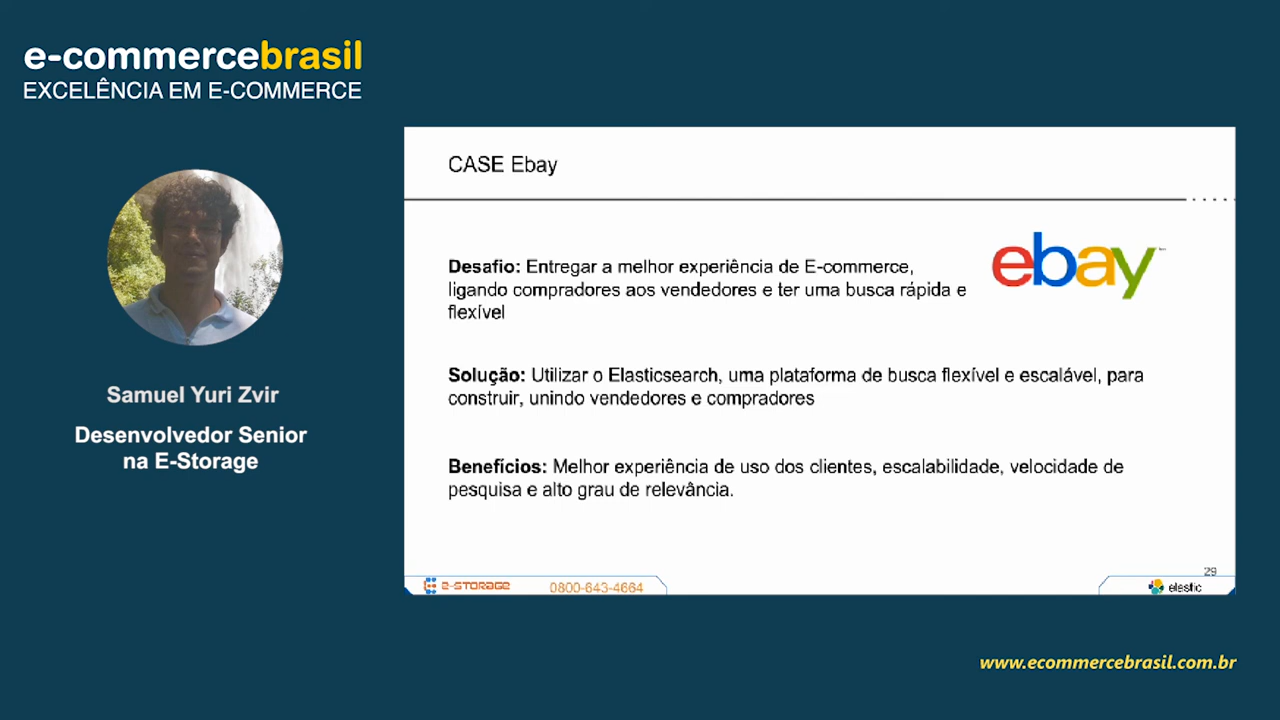 e-commercebrasil
EXCELÊNCIA EM E-COMMERCE
Samuel Yuri Zvir
Desenvolvedor Senior
na E-Storage
CASE Ebay
ebay
Desafio: Entregar a melhor experiência de E-commerce,
ligando compradores aos vendedores e ter uma busca rápida e
flexível
Solução: Utilizar o Elasticsearch, uma plataforma de busca flexível e escalável, para
construir, unindo vendedores e compradores
Benefícios: Melhor experiência de uso dos clientes, escalabilidade, velocidade de
pesquisa e alto grau de relevância.
29
E-STORAGE 0800-643-4664
elastic
www.ecommercebrasil.com.br